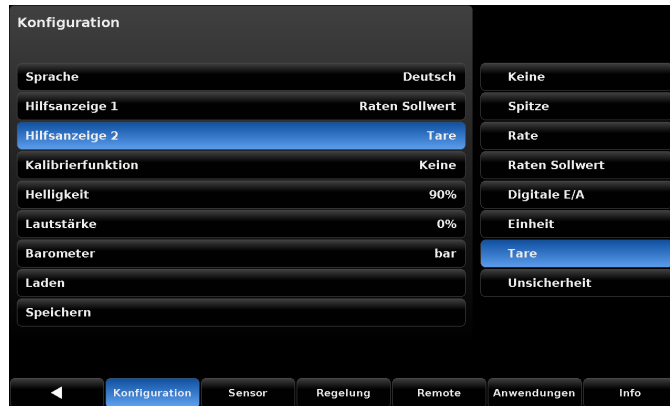 Konfiguration
Sprache Deutsch
Hilfsanzeige 1 Raten Sollwert
Hilfsanzeige 2 Tare
Kalibrierfunktion Keine
Helligkeit 90%
Lautstärke 0%
Barometer bar
Laden
Speichern
Keine
Spitze
Rate
Raten Sollwert
Digitale E/A
Einheit
Tare
Unsicherheit
Konfiguration Sensor Regelung Remote Anwendungen Info